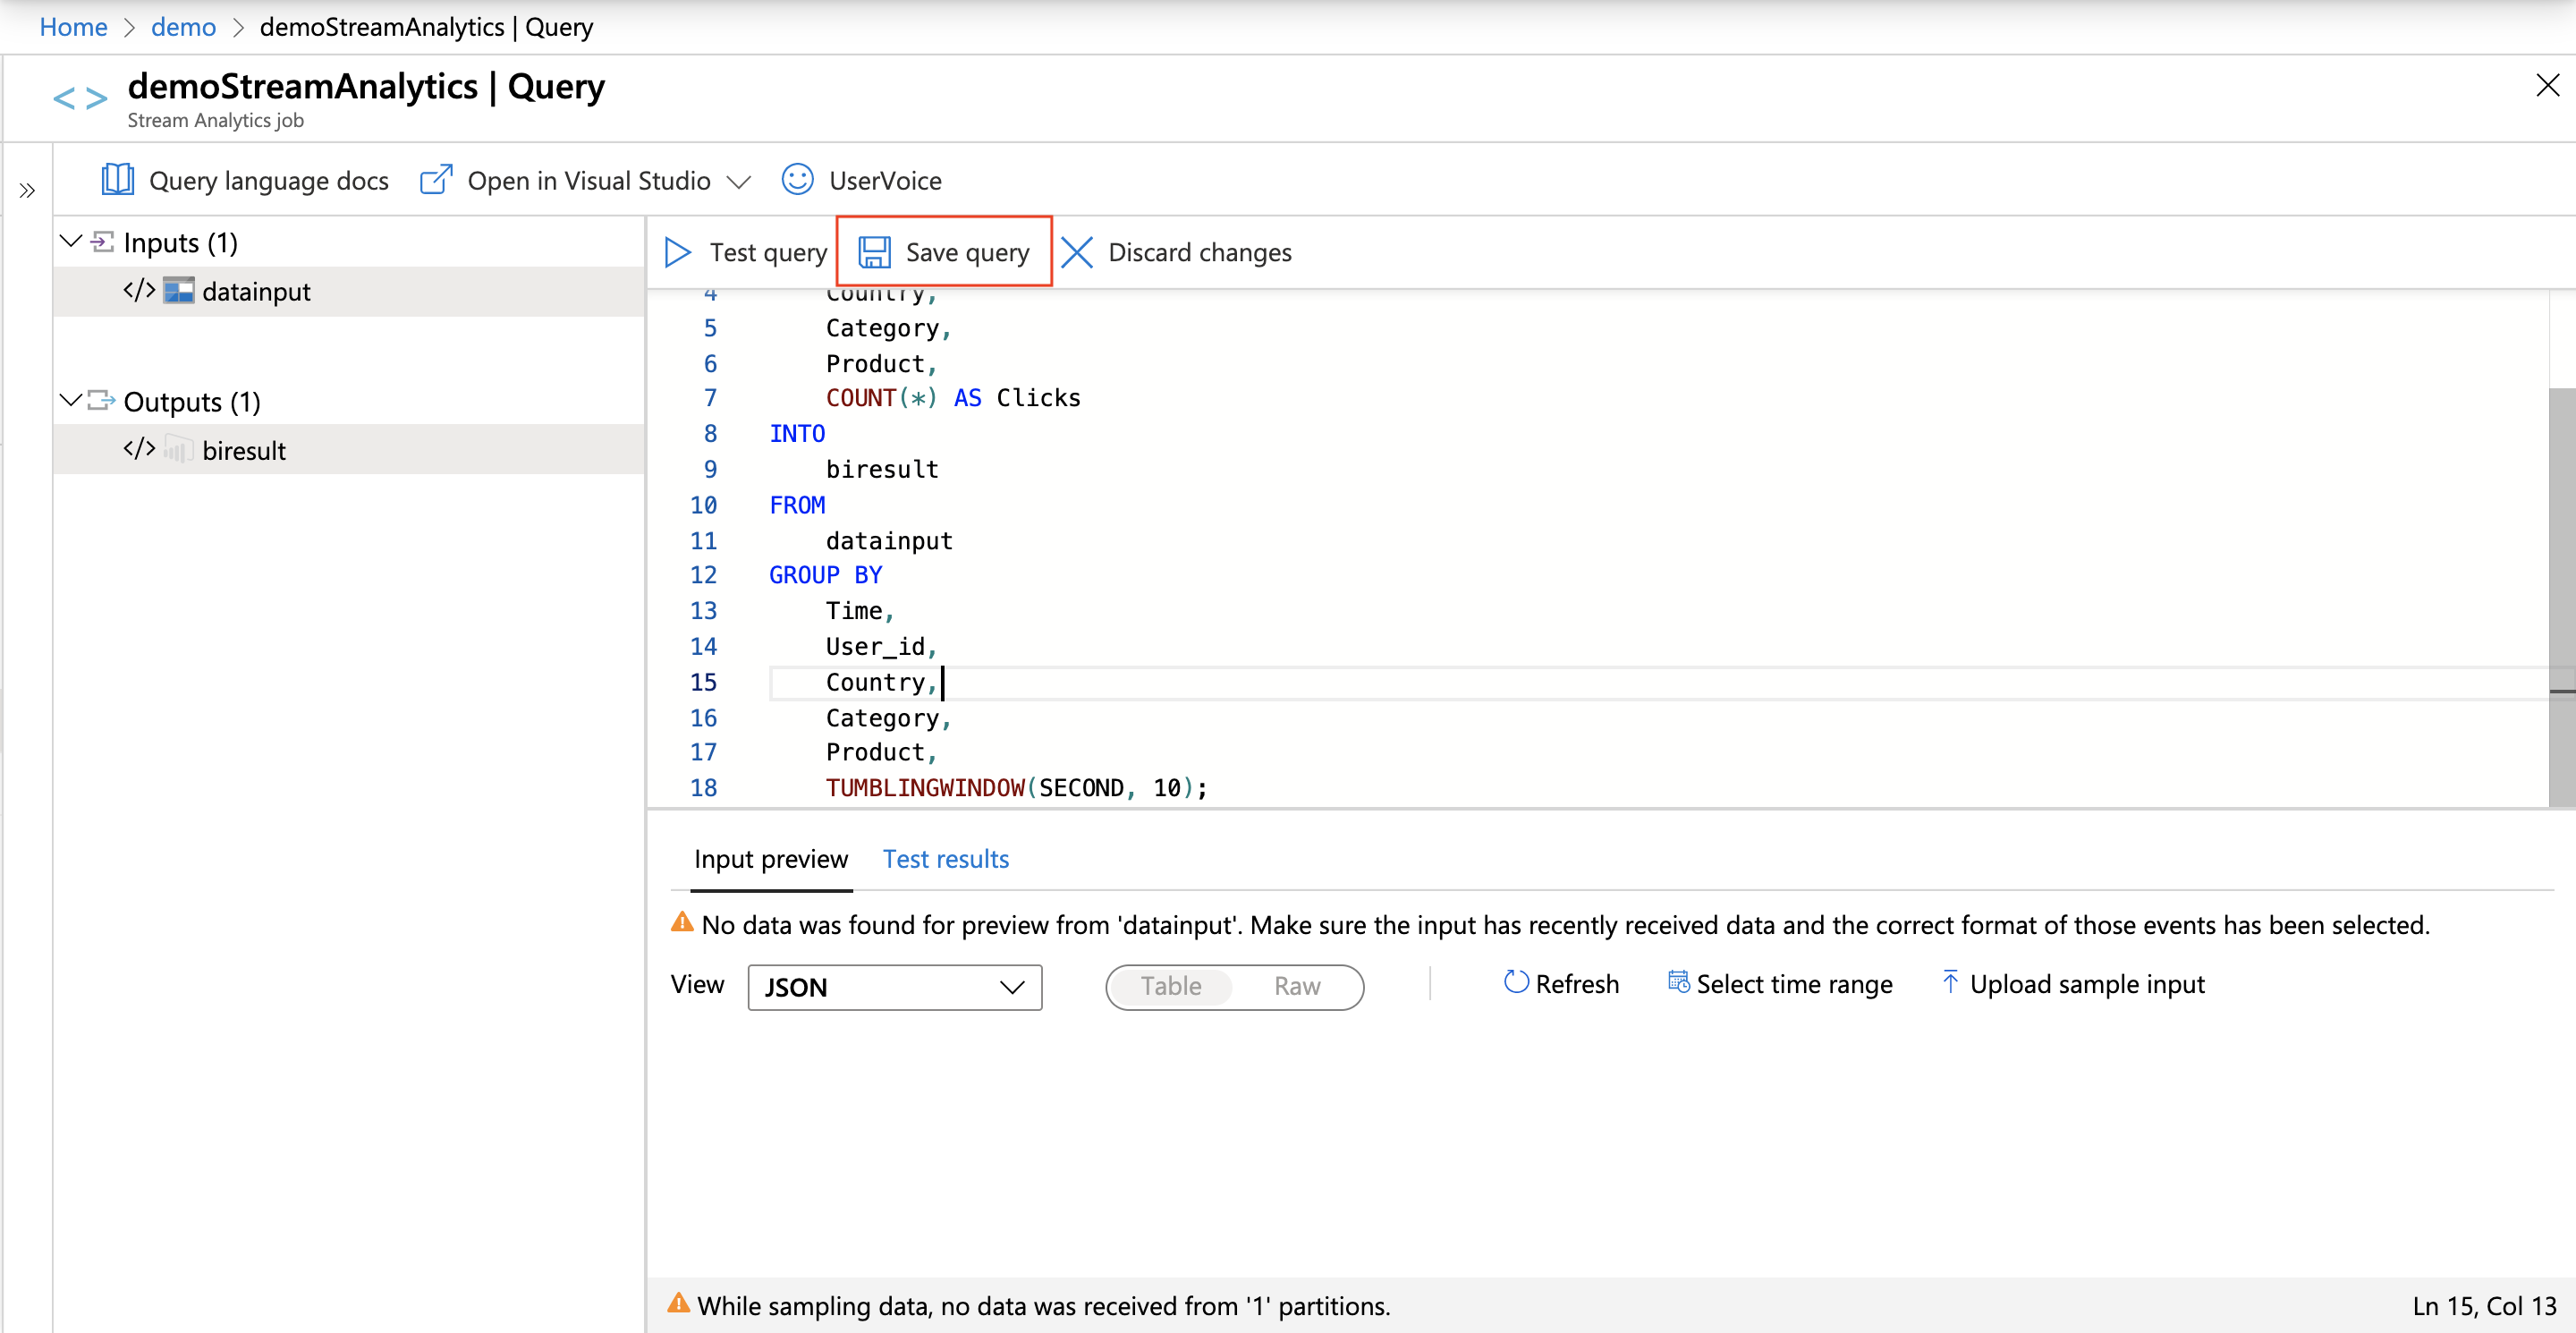 Home > demo > demoStreamAnalytics | Query
<> demoStreamAnalytics | Query
Stream Analytics job
Query language docs Open in Visual Studio UserVoice
Inputs (1)
</> datainput
Outputs (1)
</> biresult
Test query Save query Discard changes
4 Country,
5 Category,
6 Product,
7 COUNT(*) AS Clicks
8 INTO
9 biresult
10 FROM
11 datainput
12 GROUP BY
13 Time,
14 User_id,
15 Country,
16 Category,
17 Product,
18 TUMBLINGWINDOW(SECOND, 10);
Input preview Test results
No data was found for preview from 'datainput'. Make sure the input has recently received data and the correct format of those events has been selected.
View JSON Table Raw Refresh Select time range Upload sample input
While sampling data, no data was received from '1' partitions. Ln 15, Col 13